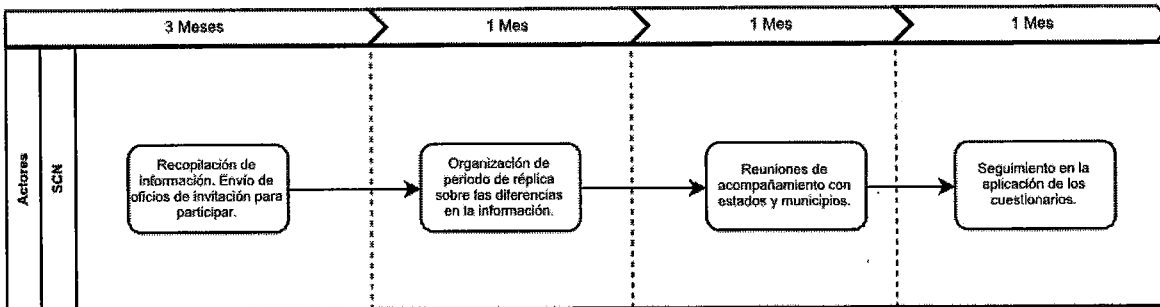 3 Meses
1 Mes
1 Mes
1 Mes
Actores
SCN
Recopilación de
información. Envío de
oficios de invitación para
participar.
Organización de
periodo de réplica
sobre las diferencias
en la información.
Reuniones de
acompañamiento con
estados y municipios.
Seguimiento en la
aplicación de los
cuestionarios.